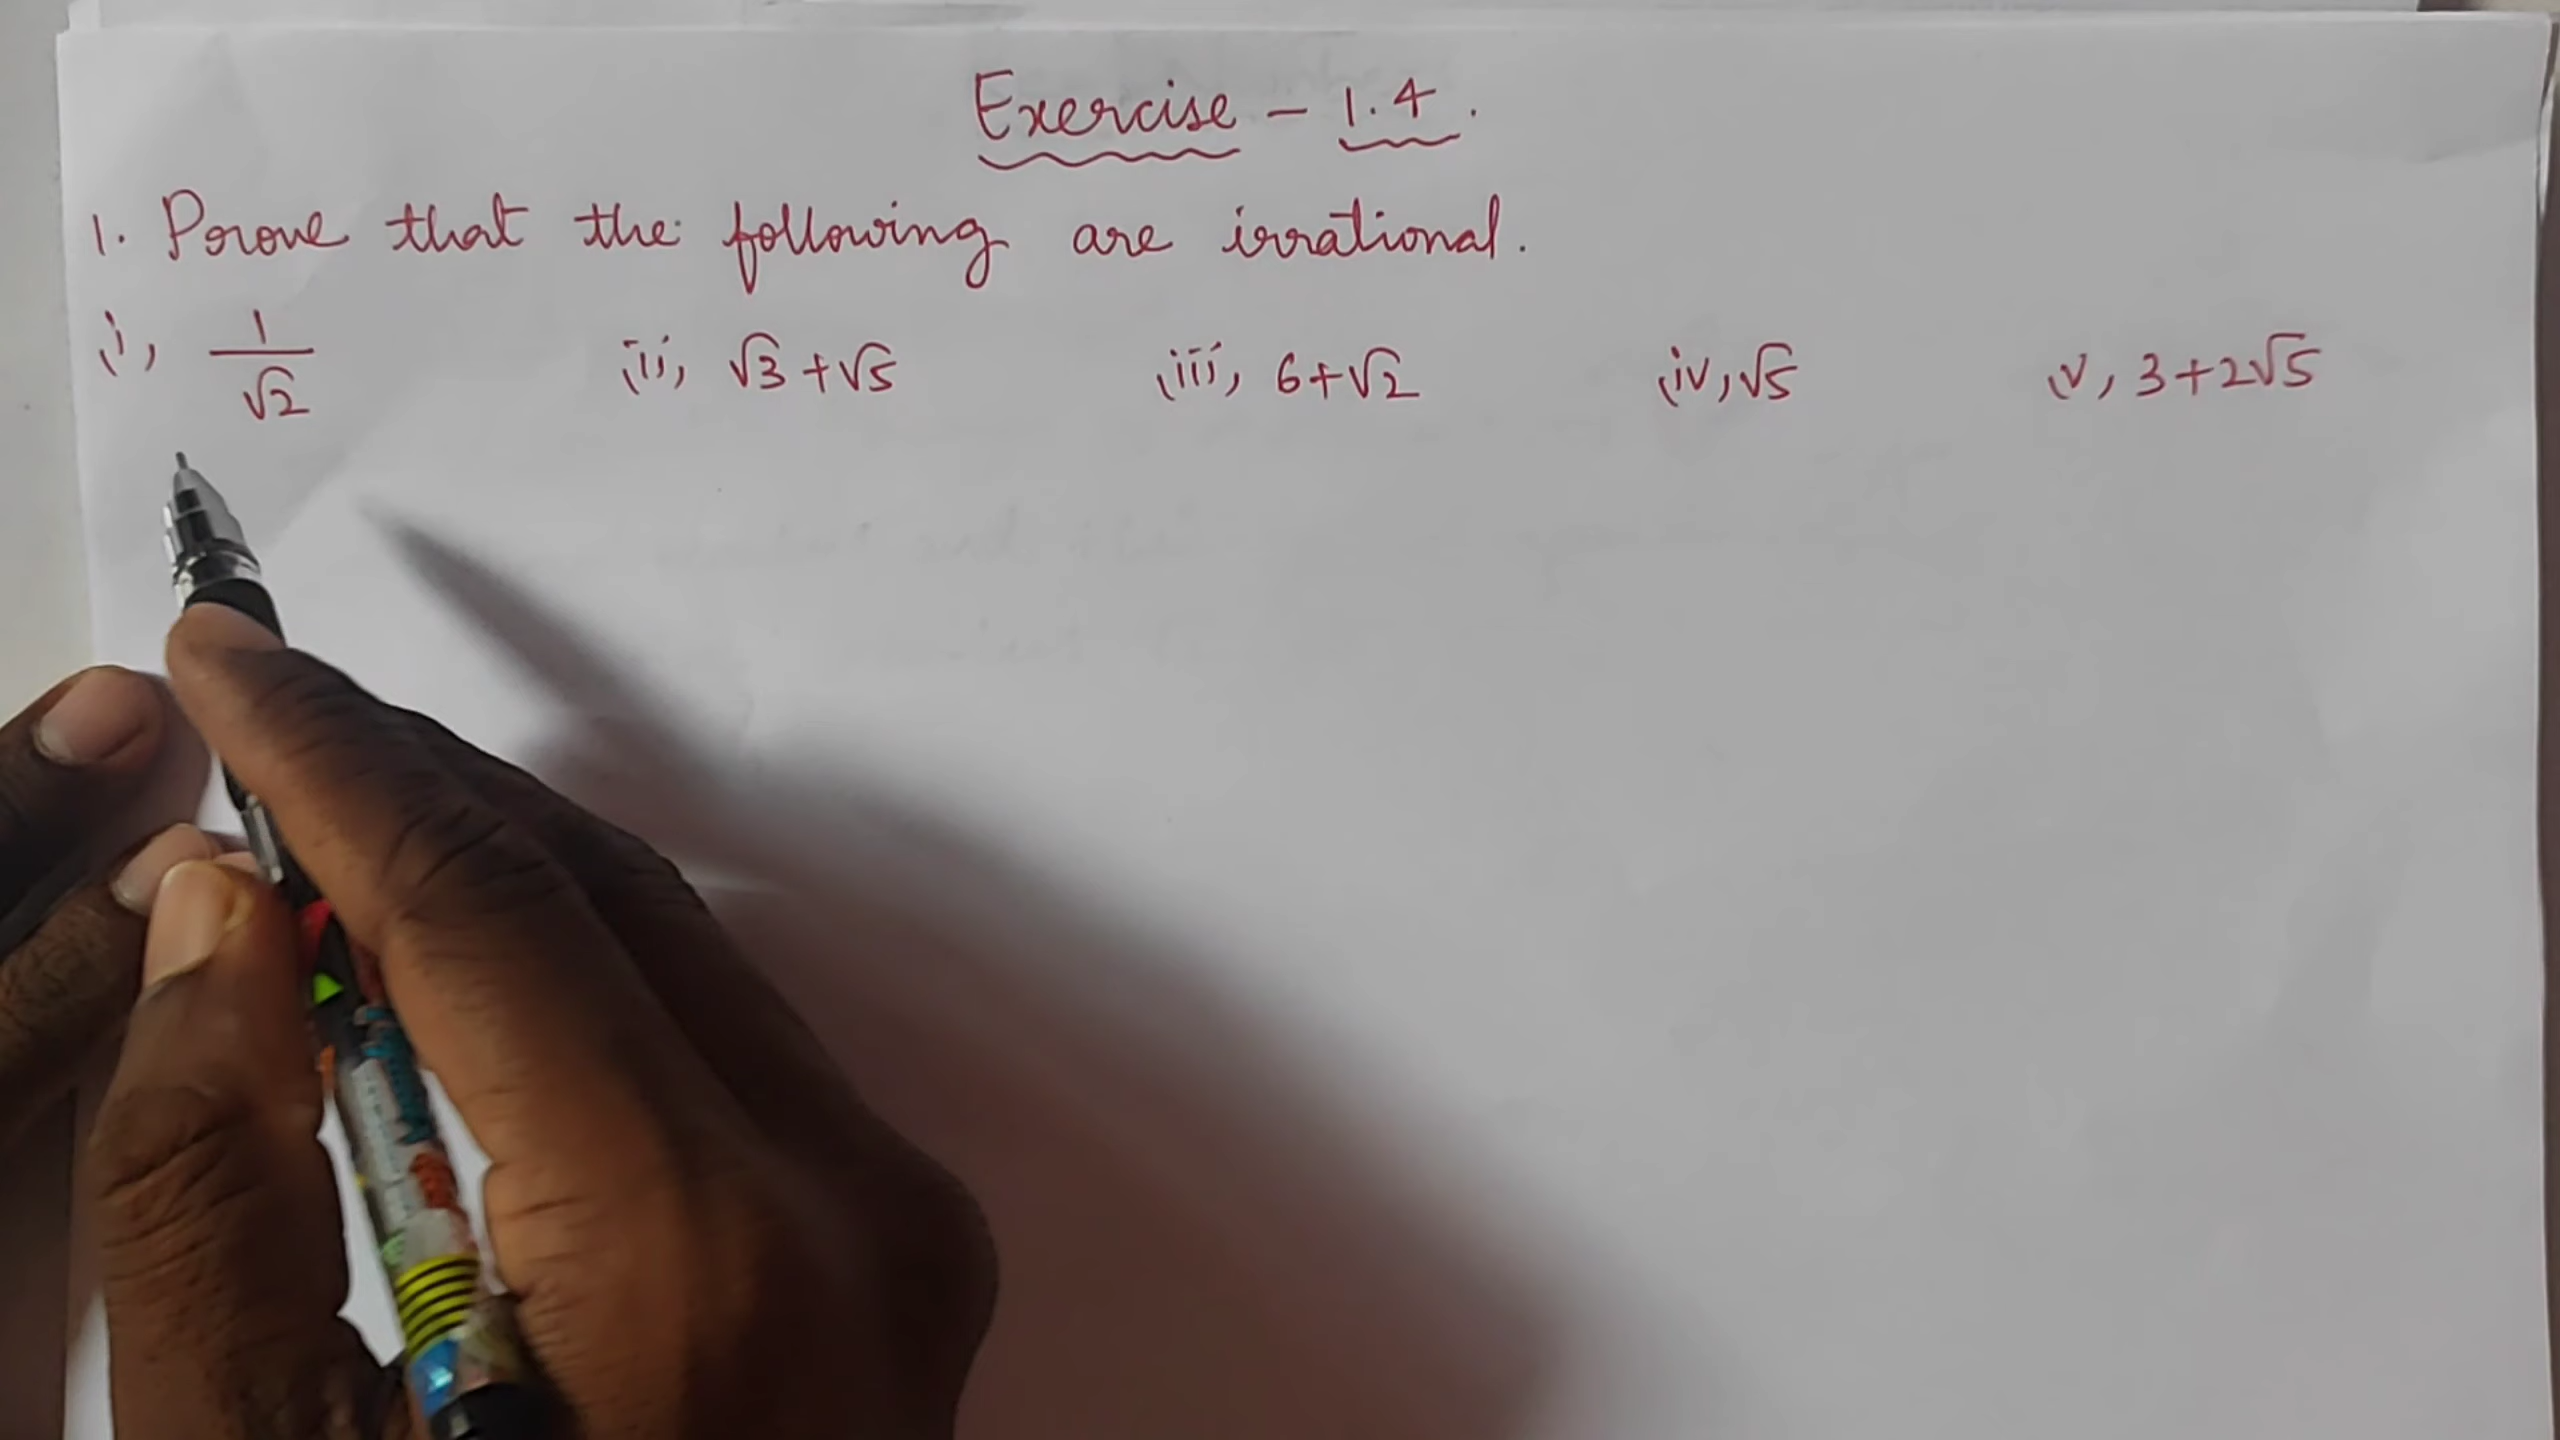 Exercise - 1.4.
1. Prove that the following are irrational.
(i) 1/√2 (ii) √3+√5 (iii) 6+√2 (iv) √5 (v) 3+2√5